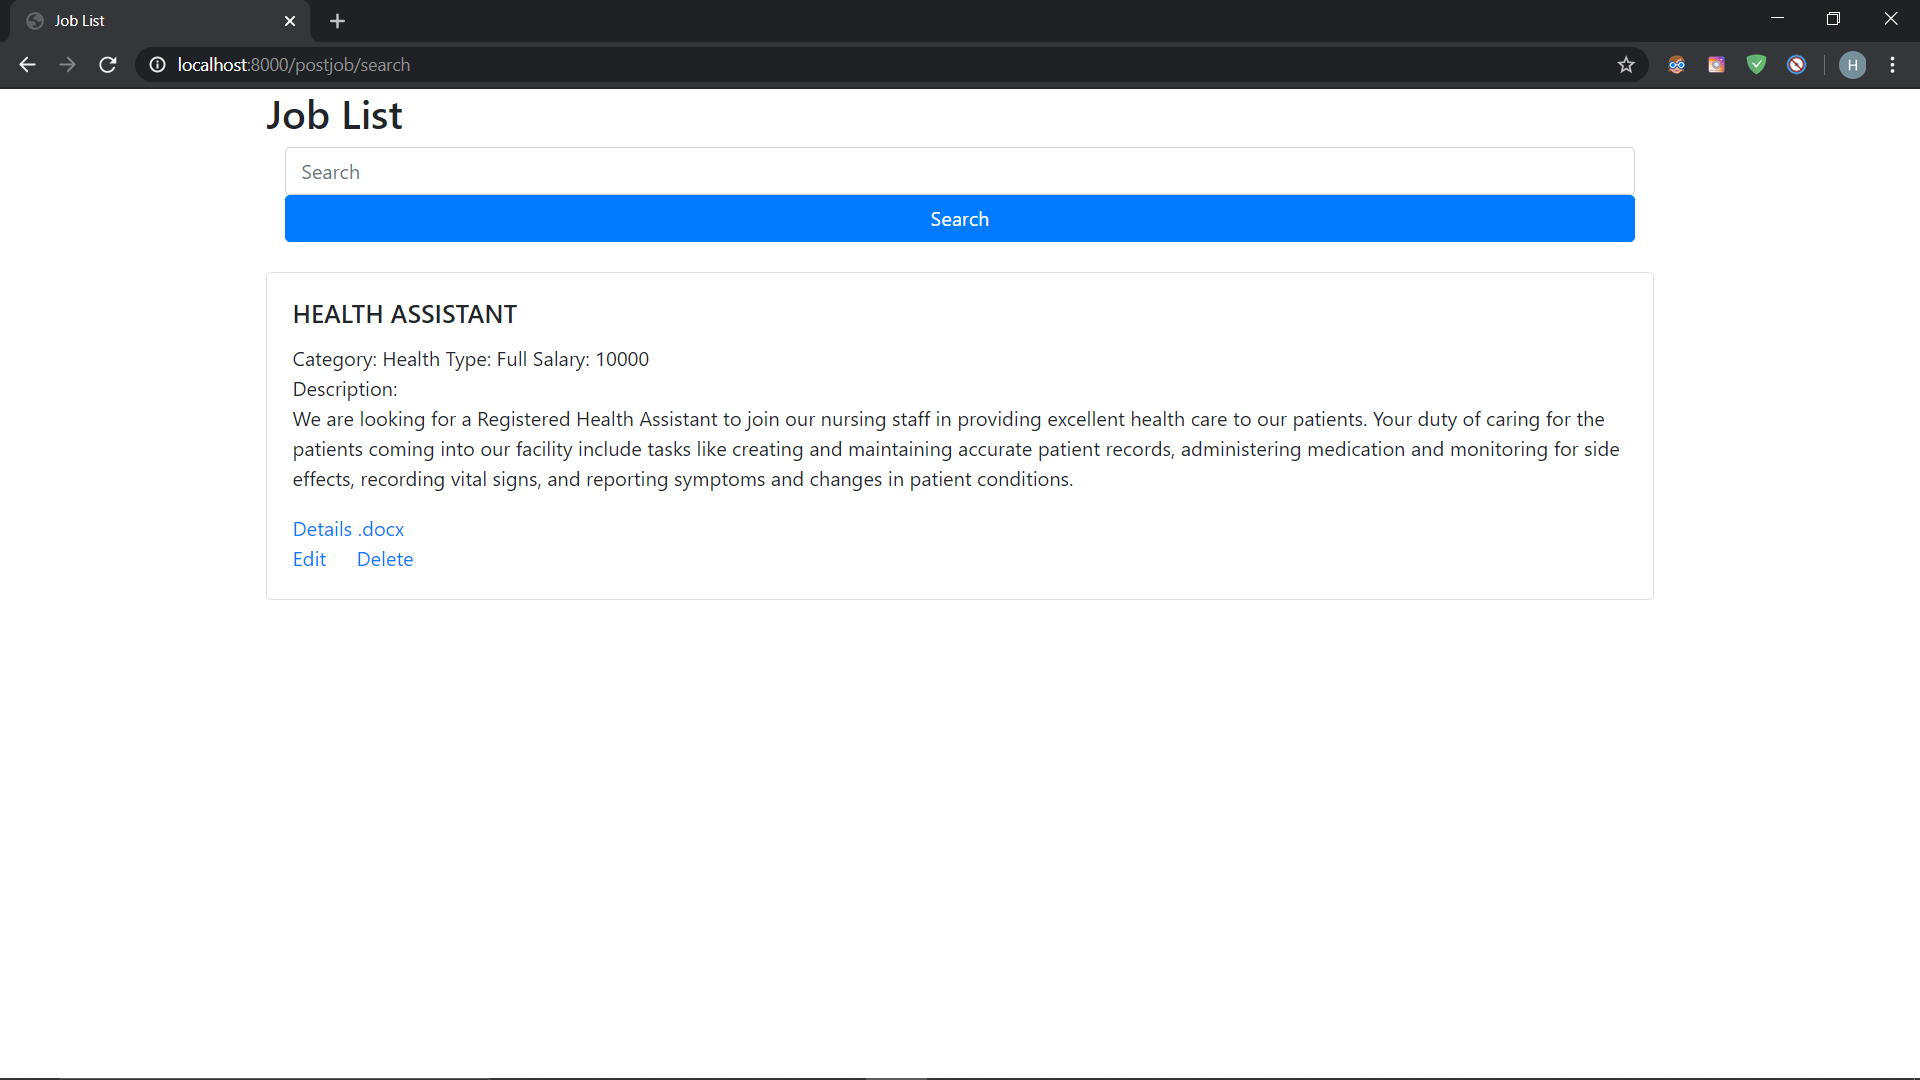 Job List
localhost:8000/postjob/search
H
Job List
Search
Search
HEALTH ASSISTANT
Category: Health Type: Full Salary: 10000
Description:
We are looking for a Registered Health Assistant to join our nursing staff in providing excellent health care to our patients. Your duty of caring for the
patients coming into our facility include tasks like creating and maintaining accurate patient records, administering medication and monitoring for side
effects, recording vital signs, and reporting symptoms and changes in patient conditions.
Details .docx
Edit Delete